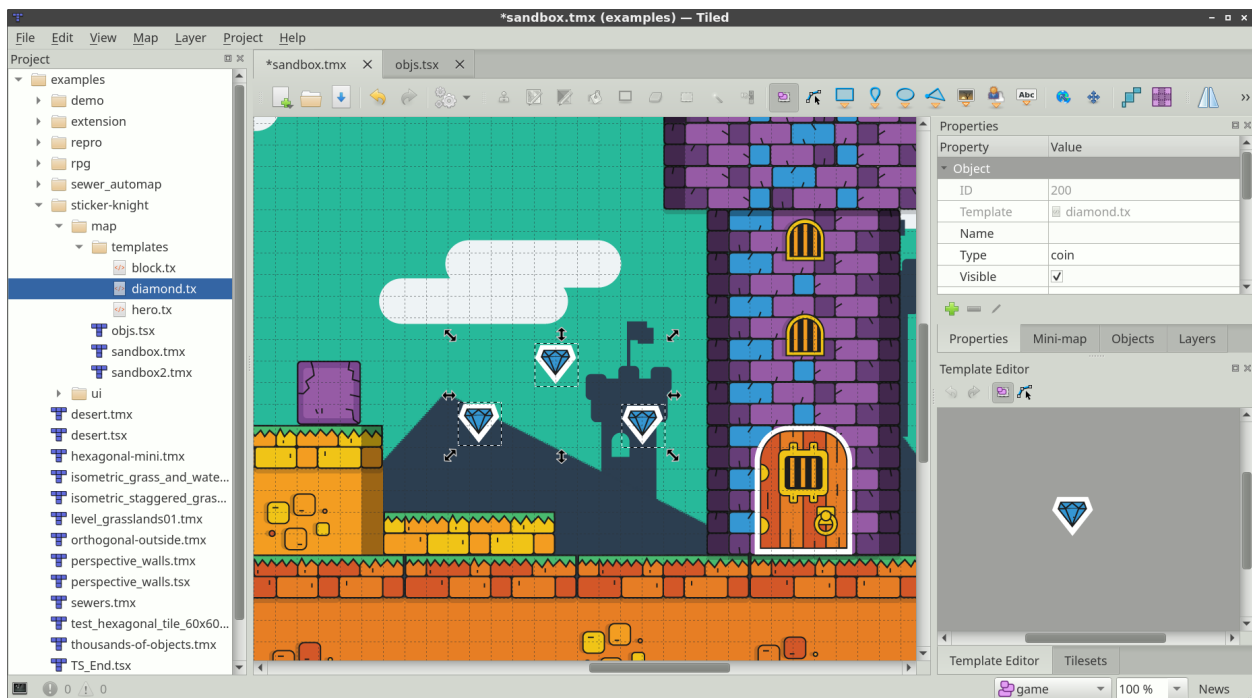 *sandbox.tmx (examples) — Tiled
File Edit View Map Layer Project Help
Project
examples
demo
extension
repro
rpg
sewer_automap
sticker-knight
map
templates
block.tx
diamond.tx
hero.tx
objs.tsx
sandbox.tmx
sandbox2.tmx
ui
desert.tmx
desert.tsx
hexagonal-mini.tmx
isometric_grass_and_wate...
isometric_staggered_gras...
level_grasslands01.tmx
orthogonal-outside.tmx
perspective_walls.tmx
perspective_walls.tsx
sewers.tmx
test_hexagonal_tile_60x60...
thousands-of-objects.tmx
TS_End.tsx
*sandbox.tmx objs.tsx
Abc
Properties
Property Value
Object
ID 200
Template diamond.tx
Name
Type coin
Visible
Properties Mini-map Objects Layers
Template Editor
Template Editor Tilesets
0 0
game 100 % News